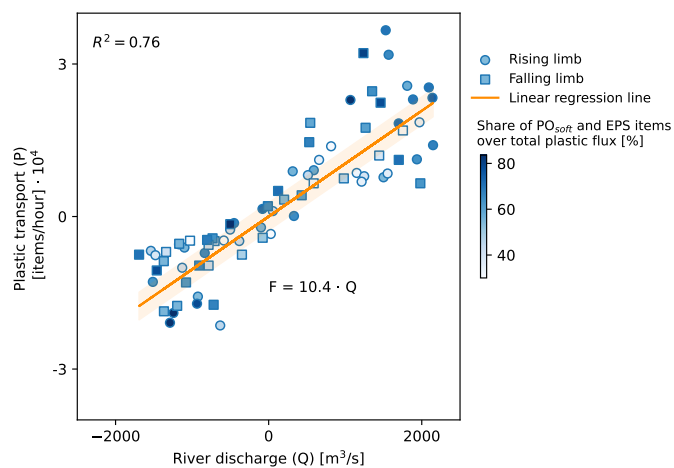 R² = 0.76
Rising limb
Falling limb
Linear regression line
Share of PO_soft and EPS items
over total plastic flux [%]
80
60
40
3
0
-3
Plastic transport (P)
[items/hour] · 10⁴
F = 10.4 · Q
−2000
0
2000
River discharge (Q) [m³/s]